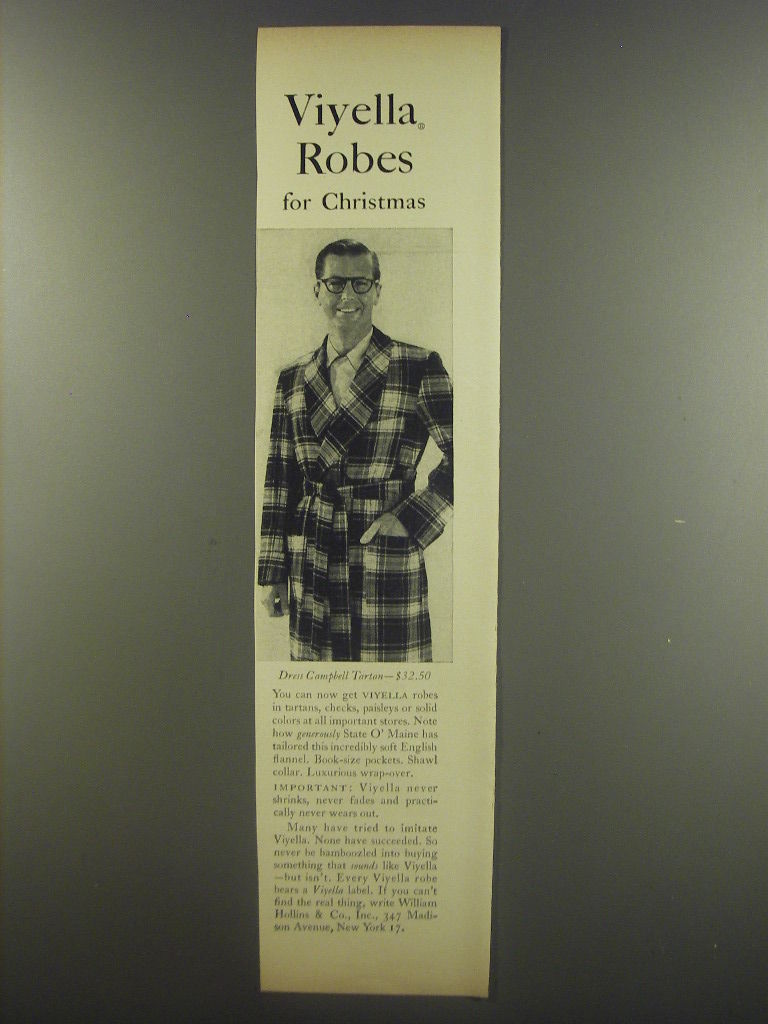 Viyella®
Robes
for Christmas
Dress Campbell Tartan—$32.50
You can now get VIYELLA robes
in tartans, checks, paisleys or solid
colors at all important stores. Note
how generously State O' Maine has
tailored this incredibly soft English
flannel. Book-size pockets. Shawl
collar. Luxurious wrap-over.
IMPORTANT: Viyella never
shrinks, never fades and practi-
cally never wears out.
Many have tried to imitate
Viyella. None have succeeded. So
never be bamboozled into buying
something that sounds like Viyella
—but isn't. Every Viyella robe
bears a Viyella label. If you can't
find the real thing, write William
Hollins & Co., Inc., 347 Madi-
son Avenue, New York 17.